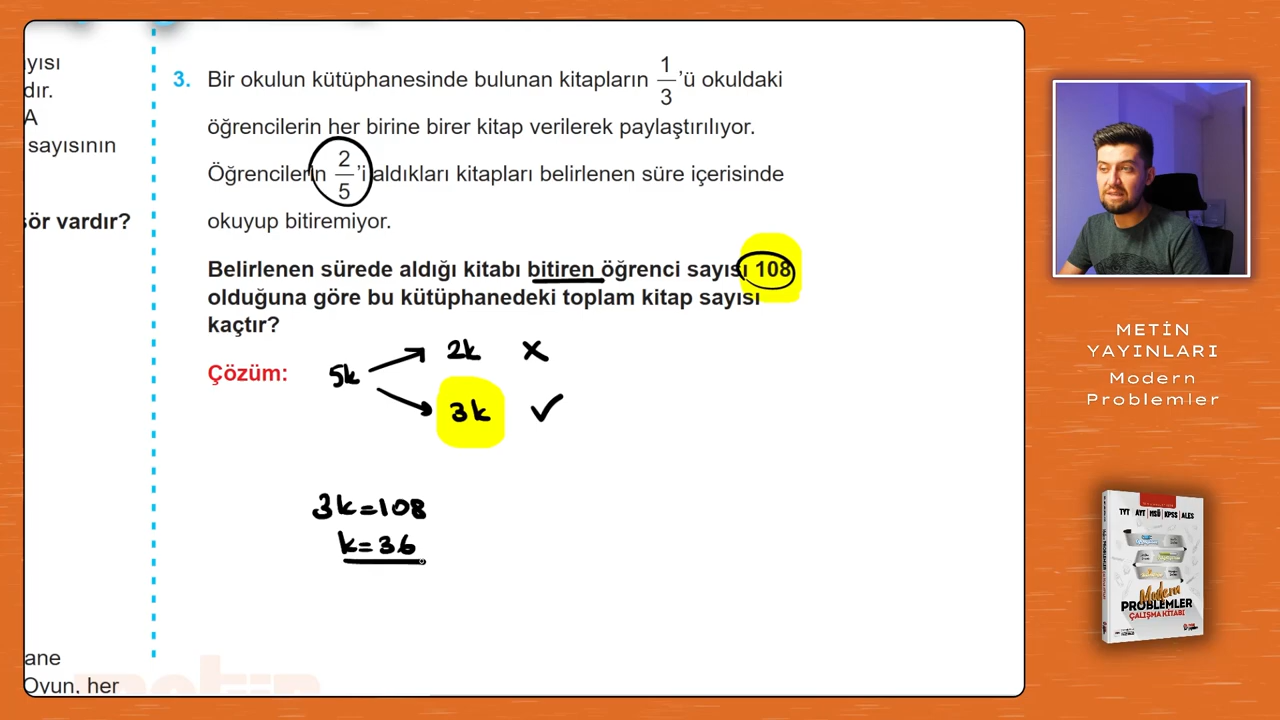 yısı
dır.
A
sayısının
sör vardır?
ane
Oyun, her
3. Bir okulun kütüphanesinde bulunan kitapların 1/3 'ü okuldaki
öğrencilerin her birine birer kitap verilerek paylaştırılıyor.
Öğrencilerin 2/5 'i aldıkları kitapları belirlenen süre içerisinde
okuyup bitiremiyor.
Belirlenen sürede aldığı kitabı bitiren öğrenci sayısı 108
olduğuna göre bu kütüphanedeki toplam kitap sayısı
kaçtır?
Çözüm:
5k
2k ×
3k ✓
3k=108
k=36
METİN
YAYINLARI
Modern
Problemler
TYT AYT MSÜ KPSS ALES
Modern
PROBLEMLER
ÇALIŞMA KİTABI